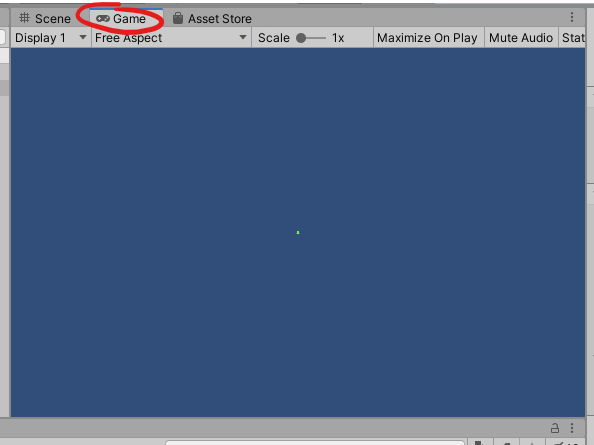 Scene Game Asset Store
Display 1 Free Aspect Scale 1x Maximize On Play Mute Audio Stat